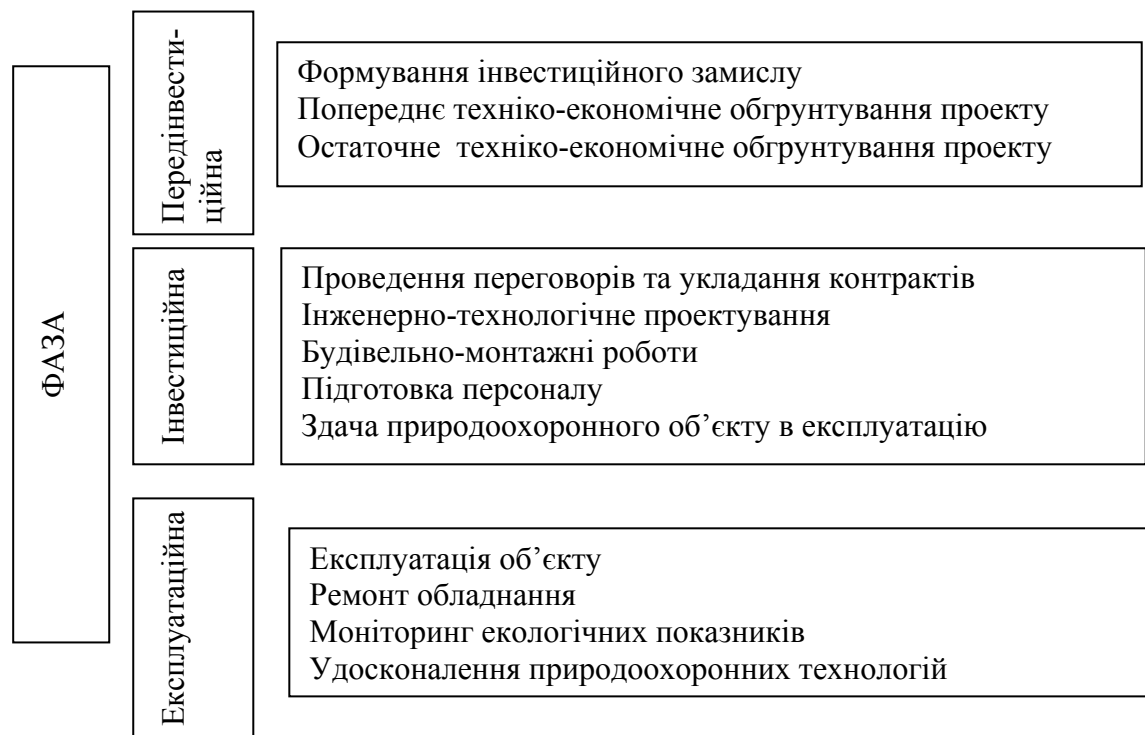 ФАЗА
Передінвести-
ційна
Формування інвестиційного замислу
Попереднє техніко-економічне обгрунтування проекту
Остаточне техніко-економічне обгрунтування проекту
Інвестиційна
Проведення переговорів та укладання контрактів
Інженерно-технологічне проектування
Будівельно-монтажні роботи
Підготовка персоналу
Здача природоохоронного об’єкту в експлуатацію
Експлуатаційна
Експлуатація об’єкту
Ремонт обладнання
Моніторинг екологічних показників
Удосконалення природоохоронних технологій